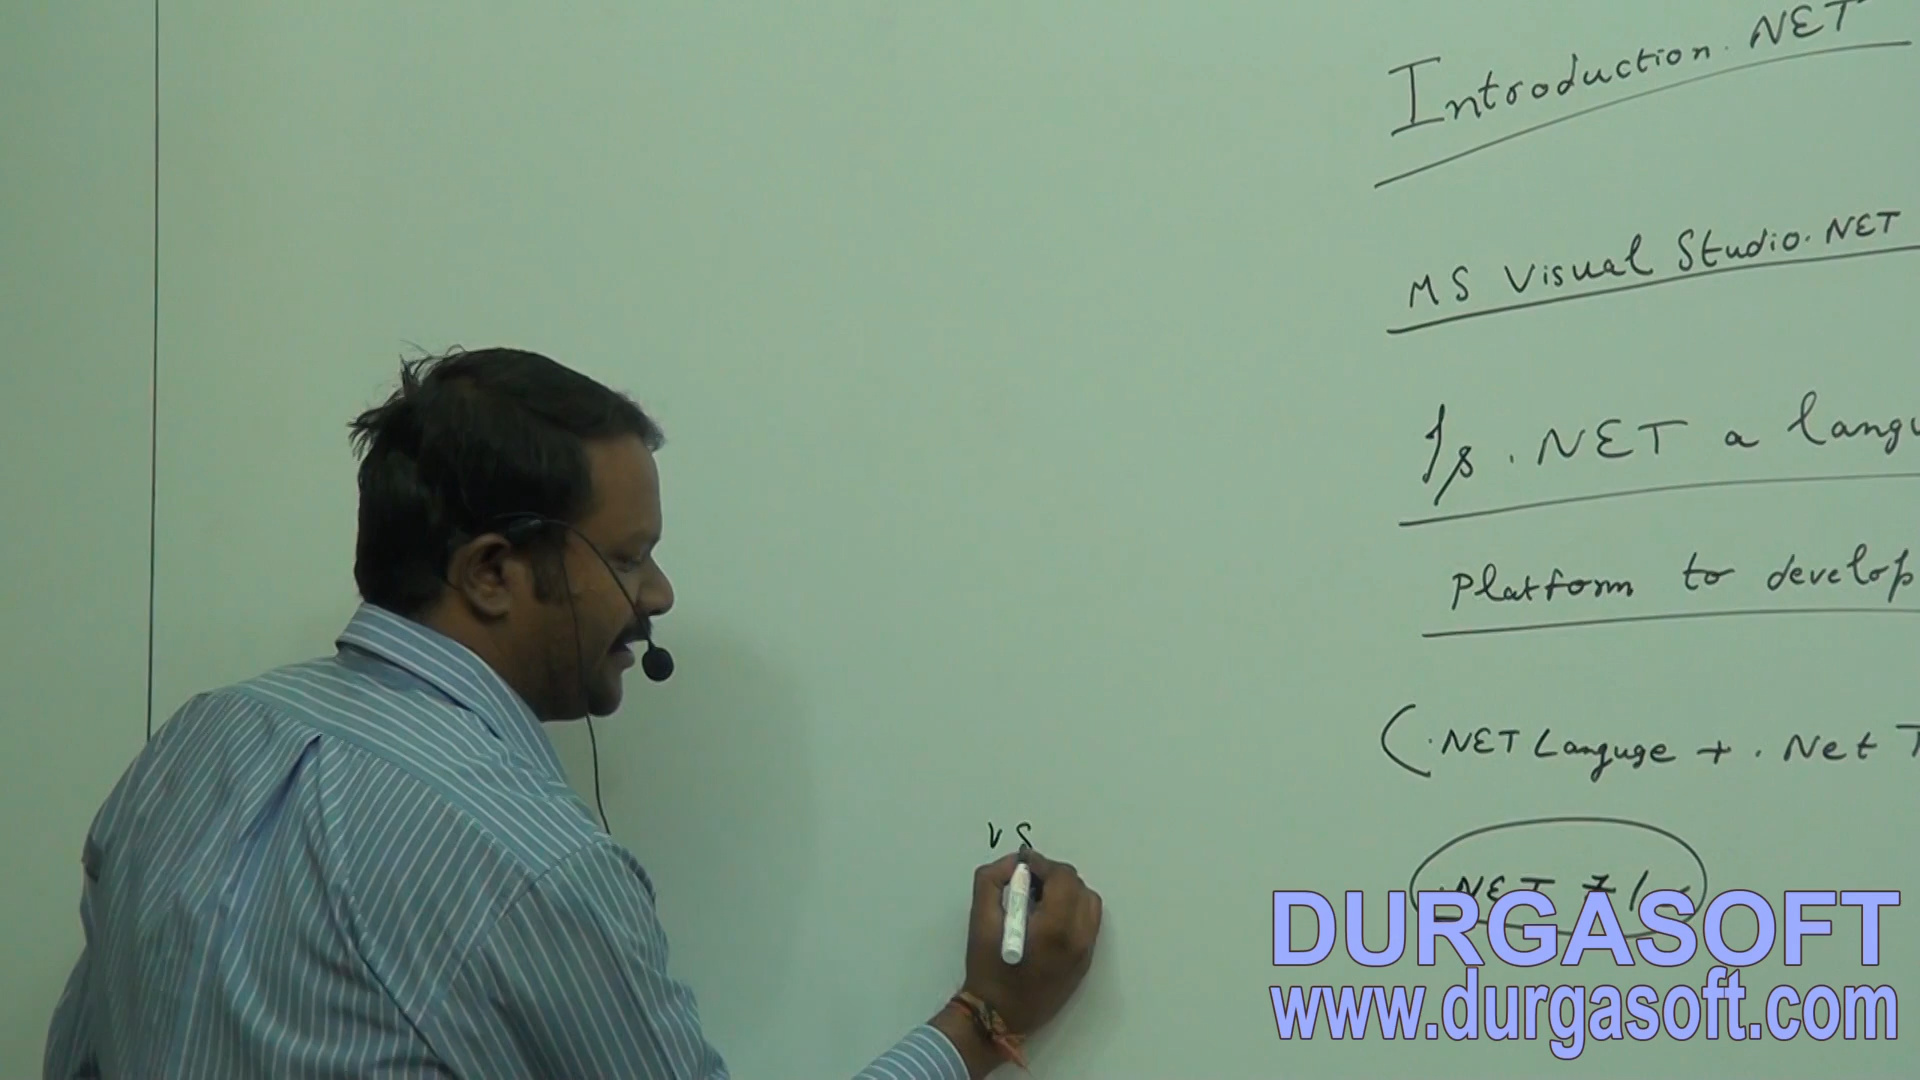 Introduction .NET
MS Visual Studio.NET
Is .NET a langu
Platform to develop
(.NET Languge + .Net T
VS
.NET
DURGASOFT
www.durgasoft.com